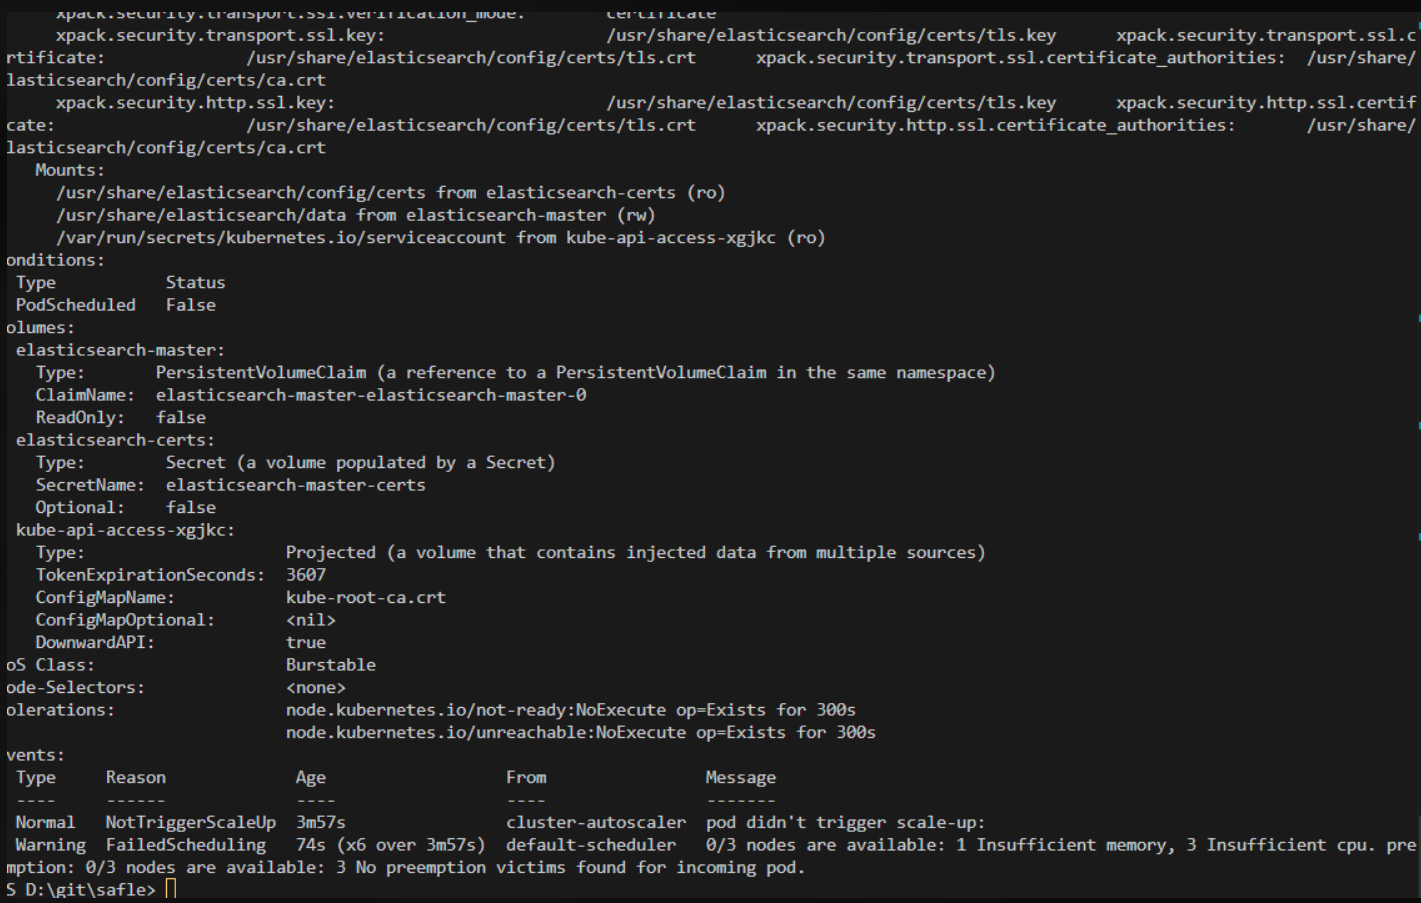 xpack.security.transport.ssl.verification_mode: certificate
xpack.security.transport.ssl.key: /usr/share/elasticsearch/config/certs/tls.key xpack.security.transport.ssl.c
rtificate: /usr/share/elasticsearch/config/certs/tls.crt xpack.security.transport.ssl.certificate_authorities: /usr/share/
lasticsearch/config/certs/ca.crt
xpack.security.http.ssl.key: /usr/share/elasticsearch/config/certs/tls.key xpack.security.http.ssl.certif
cate: /usr/share/elasticsearch/config/certs/tls.crt xpack.security.http.ssl.certificate_authorities: /usr/share/
lasticsearch/config/certs/ca.crt
Mounts:
/usr/share/elasticsearch/config/certs from elasticsearch-certs (ro)
/usr/share/elasticsearch/data from elasticsearch-master (rw)
/var/run/secrets/kubernetes.io/serviceaccount from kube-api-access-xgjkc (ro)
onditions:
Type Status
PodScheduled False
olumes:
elasticsearch-master:
Type: PersistentVolumeClaim (a reference to a PersistentVolumeClaim in the same namespace)
ClaimName: elasticsearch-master-elasticsearch-master-0
ReadOnly: false
elasticsearch-certs:
Type: Secret (a volume populated by a Secret)
SecretName: elasticsearch-master-certs
Optional: false
kube-api-access-xgjkc:
Type: Projected (a volume that contains injected data from multiple sources)
TokenExpirationSeconds: 3607
ConfigMapName: kube-root-ca.crt
ConfigMapOptional: <nil>
DownwardAPI: true
oS Class: Burstable
ode-Selectors: <none>
olerations: node.kubernetes.io/not-ready:NoExecute op=Exists for 300s
node.kubernetes.io/unreachable:NoExecute op=Exists for 300s
vents:
Type Reason Age From Message
---- ------ ---- ---- -------
Normal NotTriggerScaleUp 3m57s cluster-autoscaler pod didn't trigger scale-up:
Warning FailedScheduling 74s (x6 over 3m57s) default-scheduler 0/3 nodes are available: 1 Insufficient memory, 3 Insufficient cpu. pre
mption: 0/3 nodes are available: 3 No preemption victims found for incoming pod.
S D:\git\safle>